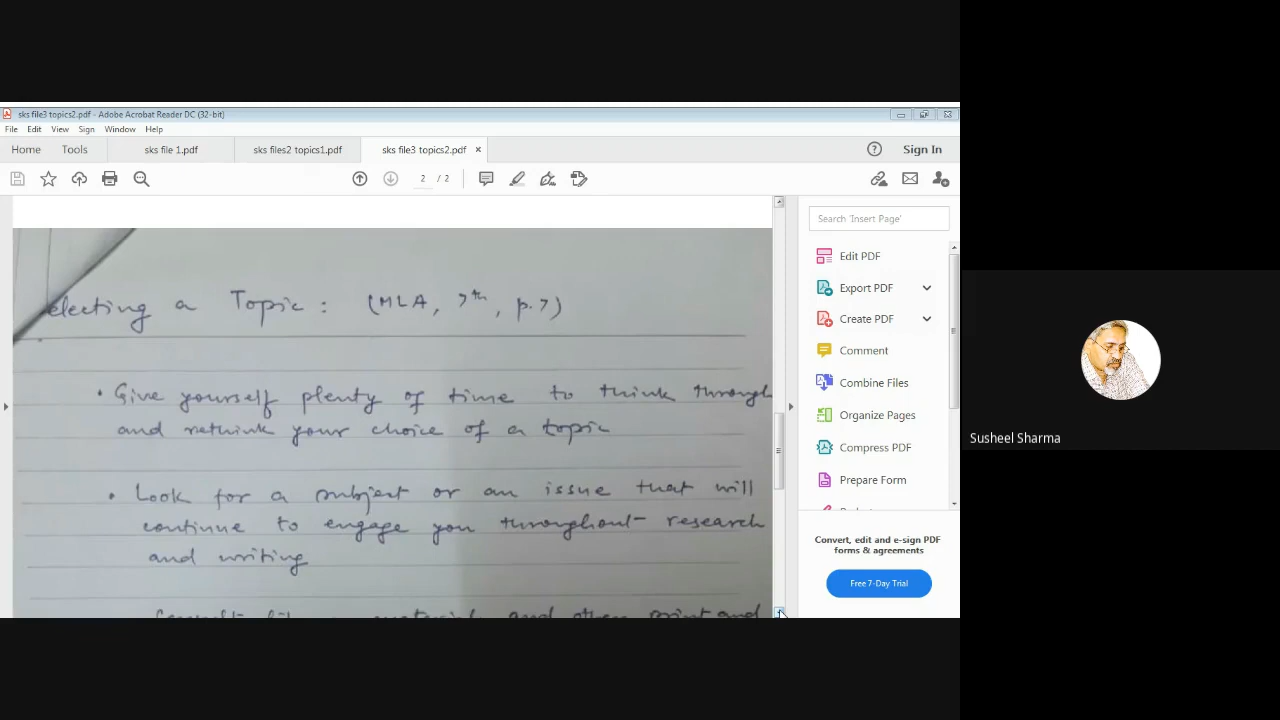 sks file3 topics2.pdf - Adobe Acrobat Reader DC (32-bit)
File Edit View Sign Window Help
Home Tools sks file 1.pdf sks files2 topics1.pdf sks file3 topics2.pdf × Sign In
2 / 2
Search 'Insert Page'
Edit PDF
Export PDF
Create PDF
Comment
Combine Files
Organize Pages
Compress PDF
Prepare Form
Convert, edit and e-sign PDF
forms & agreements
Free 7-Day Trial
electing a Topic : (MLA, 7th, p.7)
• Give yourself plenty of time to think through
and rethink your choice of a topic
• Look for a subject or an issue that will
continue to engage you throughout research
and writing
material and other print and
Susheel Sharma